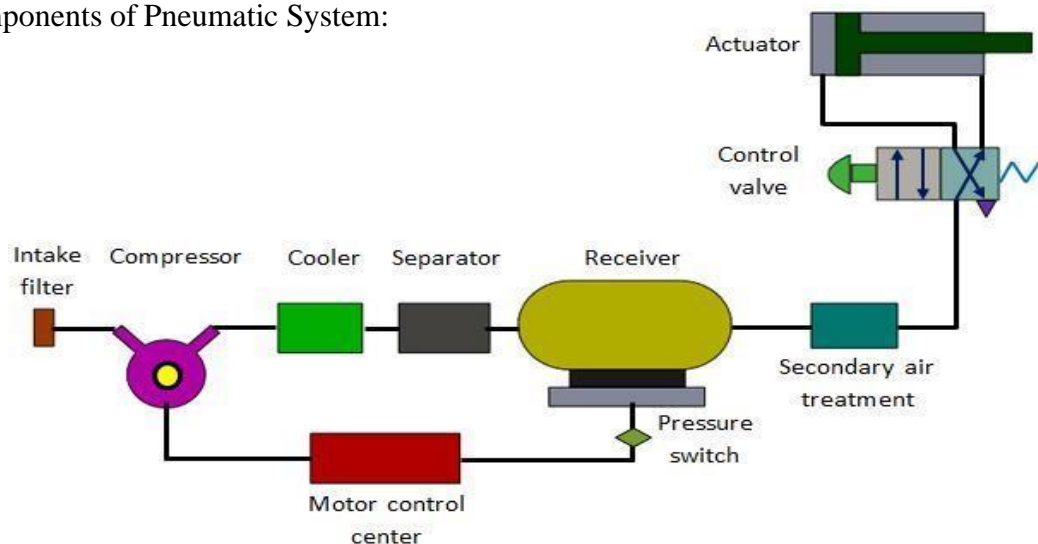 nponents of Pneumatic System:
Actuator
Control
valve
Intake
filter
Compressor
Cooler
Separator
Receiver
Secondary air
treatment
Pressure
switch
Motor control
center